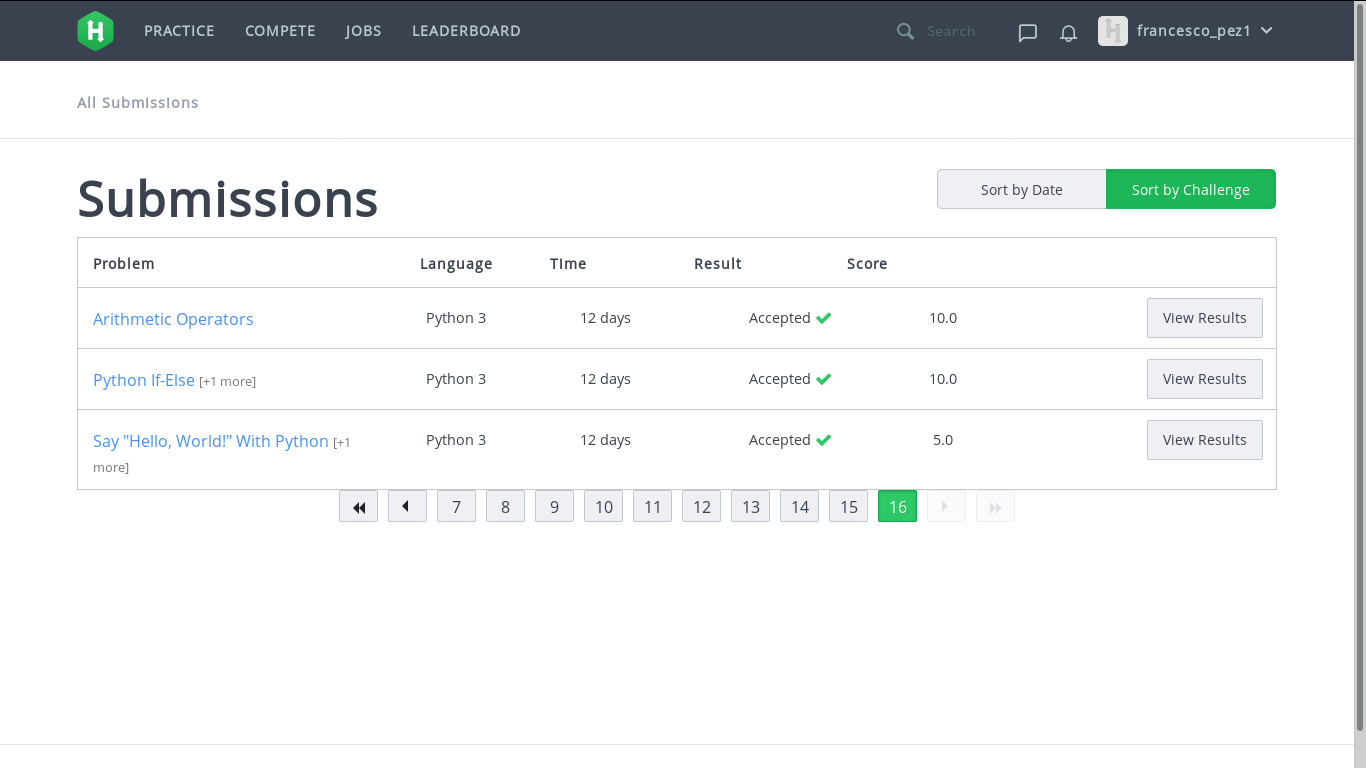 H PRACTICE COMPETE JOBS LEADERBOARD Search H francesco_pez1
All Submissions
Submissions
Sort by Date Sort by Challenge
Problem Language Time Result Score
Arithmetic Operators Python 3 12 days Accepted 10.0 View Results
Python If-Else [+1 more] Python 3 12 days Accepted 10.0 View Results
Say "Hello, World!" With Python [+1 Python 3 12 days Accepted 5.0 View Results
more]
7 8 9 10 11 12 13 14 15 16